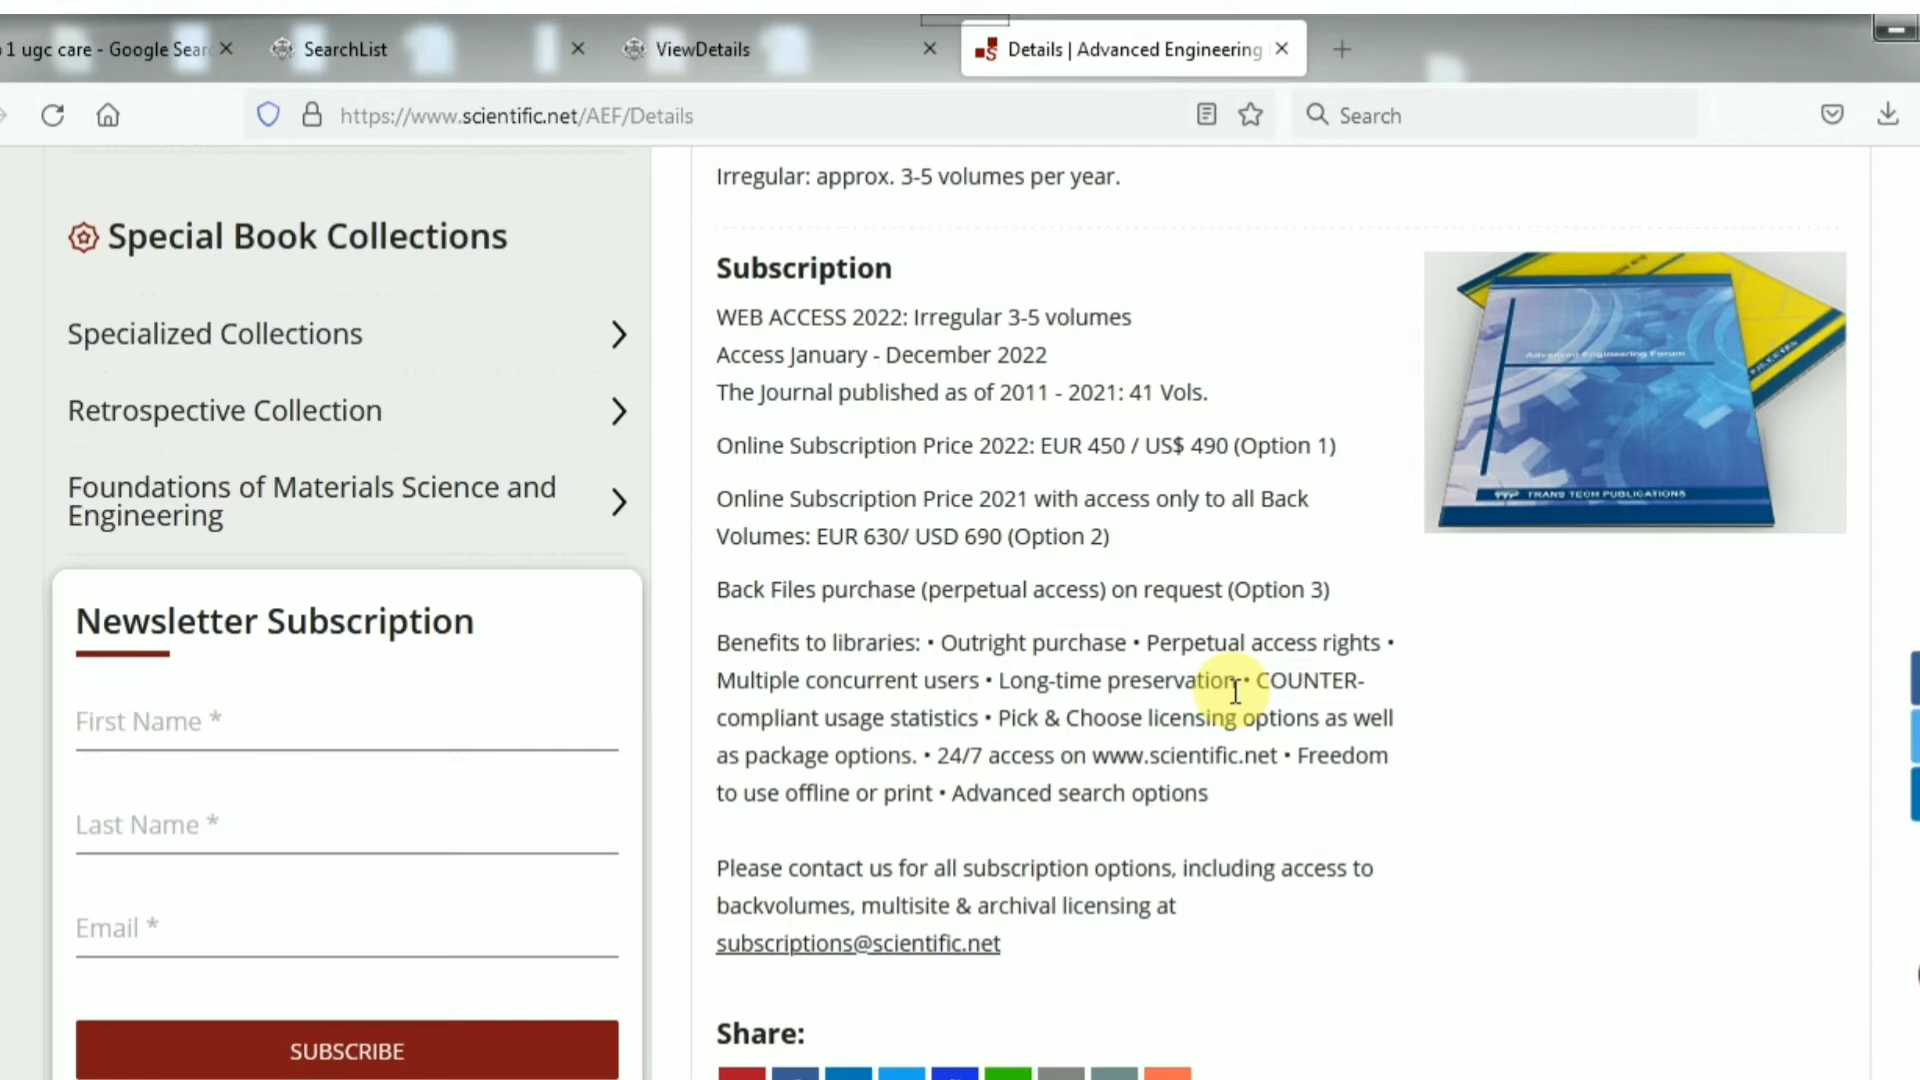 1 ugc care - Google Sear
SearchList
ViewDetails
Details | Advanced Engineering
https://www.scientific.net/AEF/Details
Search
Special Book Collections
Specialized Collections
Retrospective Collection
Foundations of Materials Science and
Engineering
Newsletter Subscription
First Name *
Last Name *
Email *
SUBSCRIBE
Irregular: approx. 3-5 volumes per year.
Subscription
WEB ACCESS 2022: Irregular 3-5 volumes
Access January - December 2022
The Journal published as of 2011 - 2021: 41 Vols.
Online Subscription Price 2022: EUR 450 / US$ 490 (Option 1)
Online Subscription Price 2021 with access only to all Back
Volumes: EUR 630/ USD 690 (Option 2)
Back Files purchase (perpetual access) on request (Option 3)
Benefits to libraries: • Outright purchase • Perpetual access rights •
Multiple concurrent users • Long-time preservation • COUNTER-
compliant usage statistics • Pick & Choose licensing options as well
as package options. • 24/7 access on www.scientific.net • Freedom
to use offline or print • Advanced search options
Please contact us for all subscription options, including access to
backvolumes, multisite & archival licensing at
subscriptions@scientific.net
Share:
Advanced Engineering Forum
TTP TRANS TECH PUBLICATIONS